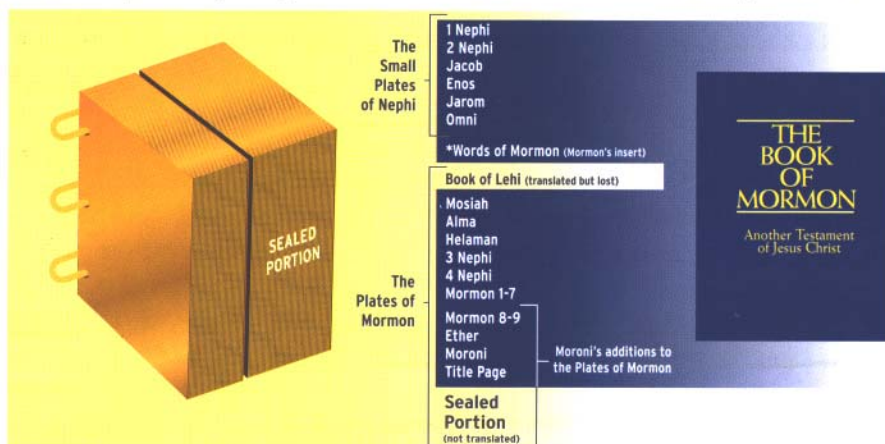 SEALED
PORTION
The
Small
Plates
of Nephi
1 Nephi
2 Nephi
Jacob
Enos
Jarom
Omni
*Words of Mormon (Mormon's insert)
The
Plates of
Mormon
Book of Lehi (translated but lost)
Mosiah
Alma
Helaman
3 Nephi
4 Nephi
Mormon 1-7
Mormon 8-9
Ether
Moroni
Title Page
Sealed
Portion
(not translated)
Moroni's additions to
the Plates of Mormon
THE
BOOK
OF
MORMON
Another Testament
of Jesus Christ